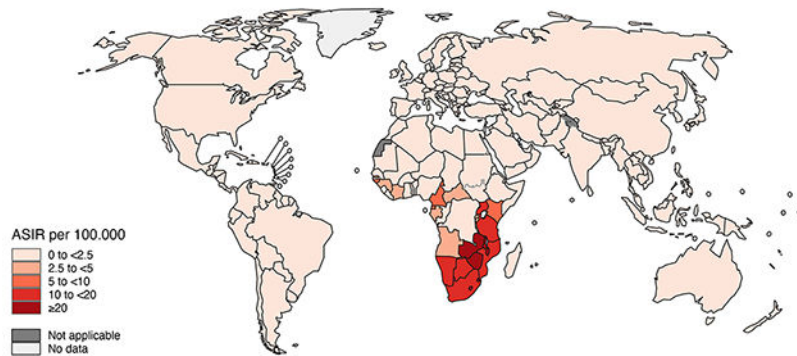 ASIR per 100.000
0 to <2.5
2.5 to <5
5 to <10
10 to <20
≥20
Not applicable
No data